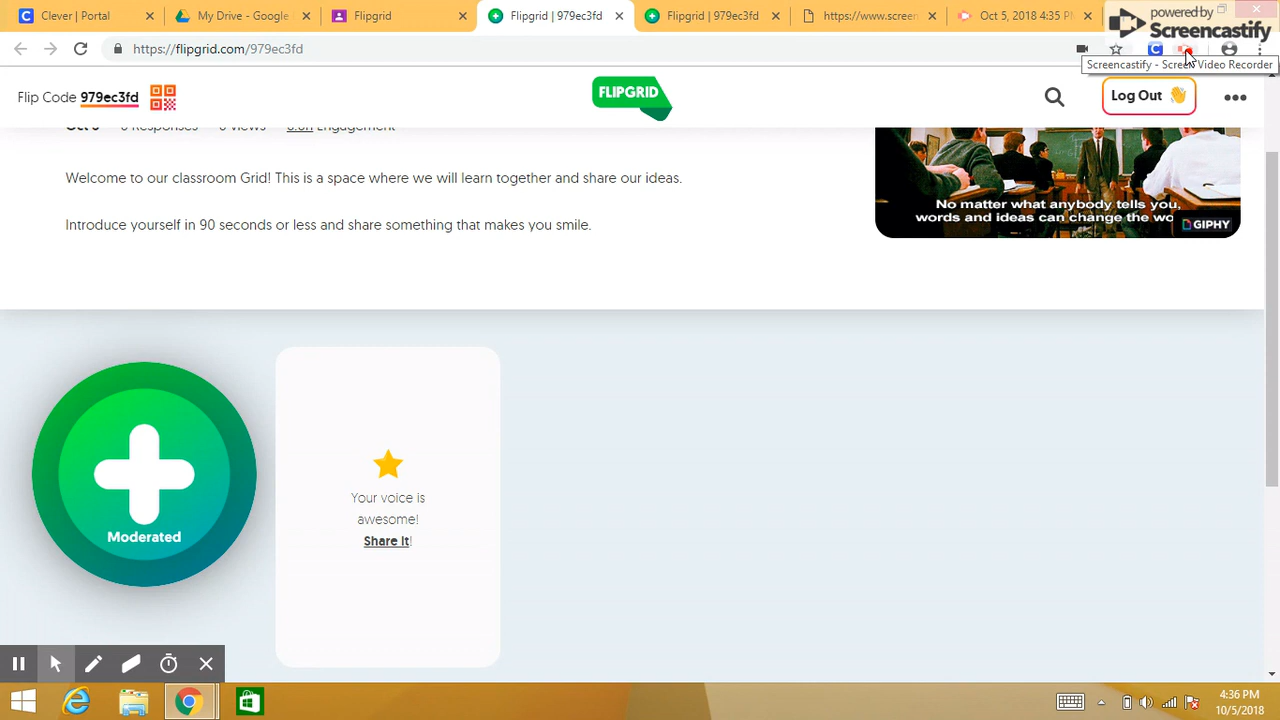 Clever | Portal
My Drive - Google
Flipgrid
Flipgrid | 979ec3fd
Flipgrid | 979ec3fd
https://www.screen
Oct 5, 2018 4:35 P
powered by
Screencastify
https://flipgrid.com/979ec3fd
Screencastify - Screen Video Recorder
Flip Code 979ec3fd
FLIPGRID
Log Out
Responses
Views
Engagement
Welcome to our classroom Grid! This is a space where we will learn together and share our ideas.
Introduce yourself in 90 seconds or less and share something that makes you smile.
No matter what anybody tells you,
words and ideas can change the wo
GIPHY
Moderated
Your voice is
awesome!
Share It!
4:36 PM
10/5/2018